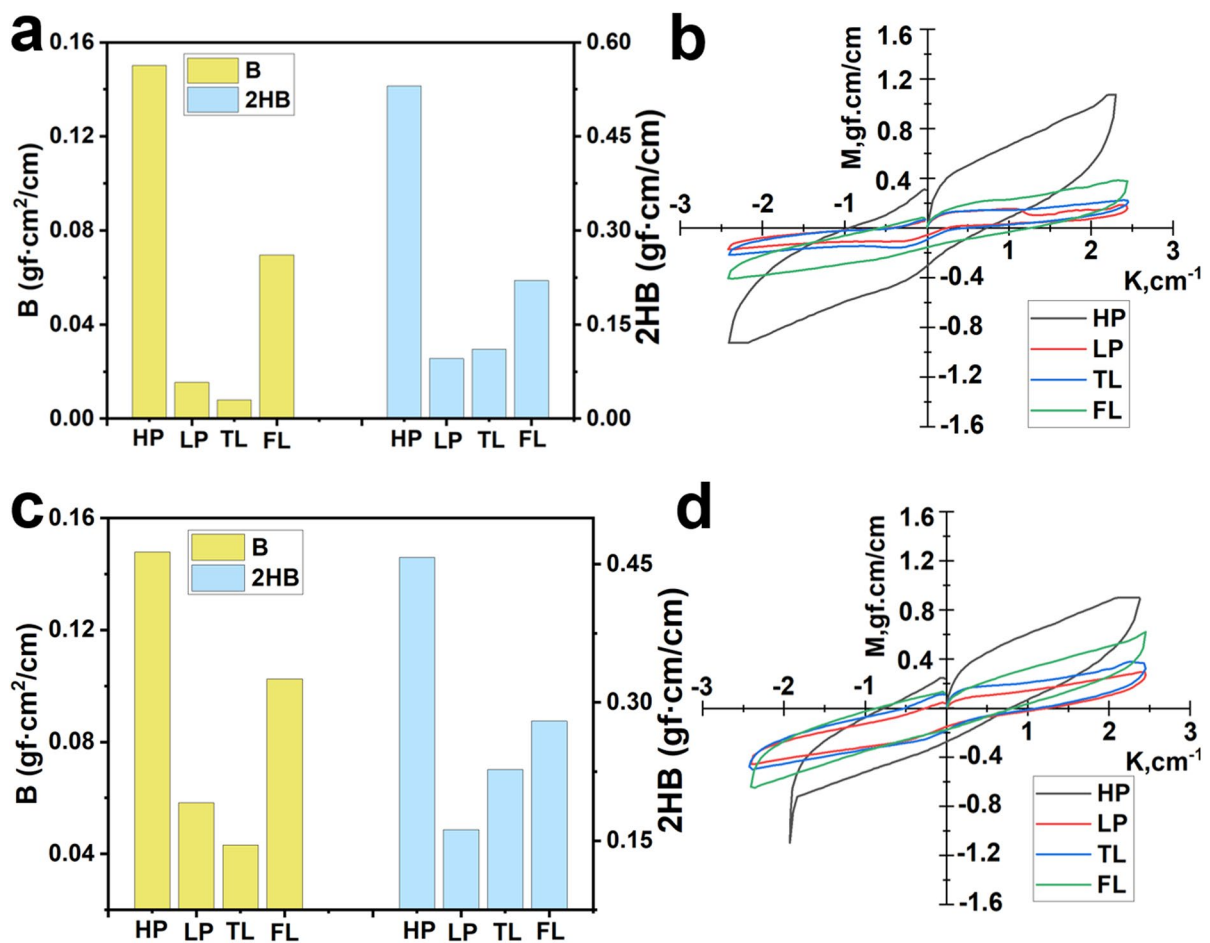 a
0.16
0.12
0.08
0.04
0.00
B (gf·cm²/cm)
B
2HB
HP LP TL FL
HP LP TL FL
0.60
0.45
0.30
0.15
0.00
2HB (gf·cm/cm)
b
1.6
1.2
0.8
0.4
-0.4
-0.8
-1.2
-1.6
M,gf.cm/cm
-3 -2 -1 0 1 2 3
K,cm⁻¹
HP
LP
TL
FL
c
0.16
0.12
0.08
0.04
B (gf·cm²/cm)
B
2HB
HP LP TL FL
HP LP TL FL
0.45
0.30
0.15
2HB (gf·cm/cm)
d
1.6
1.2
0.8
0.4
-0.4
-0.8
-1.2
-1.6
M,gf.cm/cm
-3 -2 -1 0 1 2 3
K,cm⁻¹
HP
LP
TL
FL